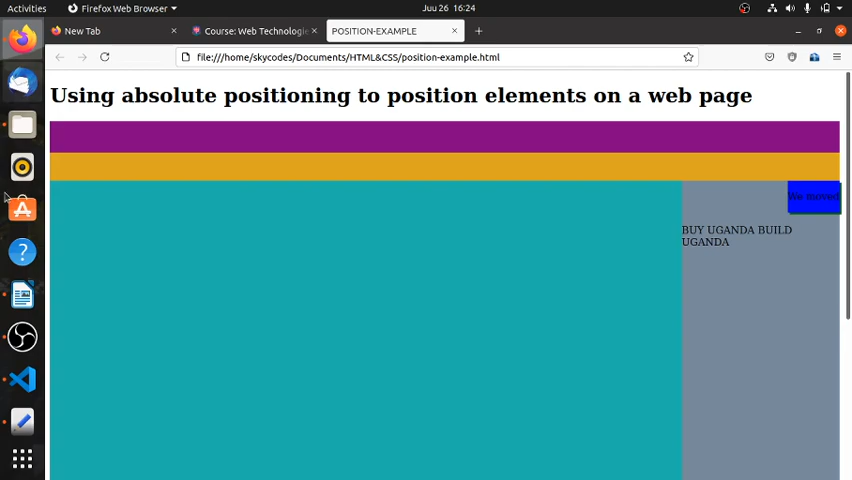 Activities
Firefox Web Browser
Juu 26 16:24
New Tab
Course: Web Technologie
POSITION-EXAMPLE
file:///home/skycodes/Documents/HTML&CSS/position-example.html
Using absolute positioning to position elements on a web page
We moved
BUY UGANDA BUILD
UGANDA